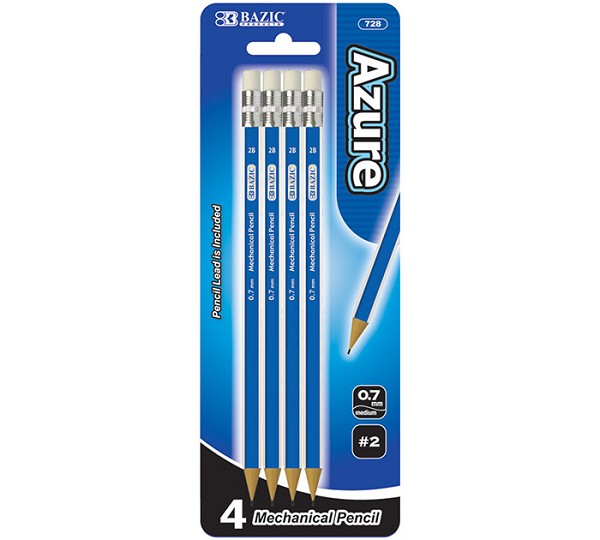 BAZIC
PRODUCTS
728
Azure
2B
BAZIC
Mechanical Pencil
0.7 mm
2B
BAZIC
Mechanical Pencil
0.7 mm
2B
BAZIC
Mechanical Pencil
0.7 mm
2B
BAZIC
Mechanical Pencil
0.7 mm
Pencil Lead is Included
0.7
mm
medium
#2
4 Mechanical Pencil